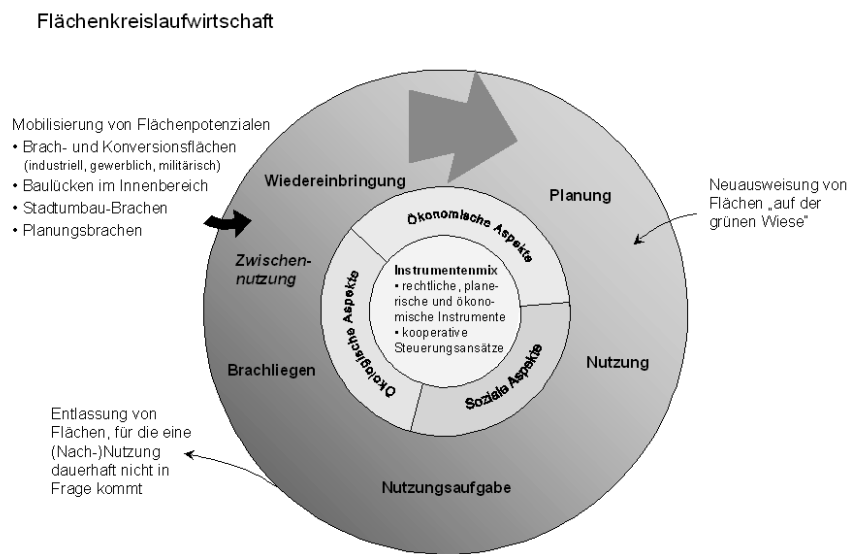 Flächenkreislaufwirtschaft
Mobilisierung von Flächenpotenzialen
• Brach- und Konversionsflächen
(industriell, gewerblich, militärisch)
• Baulücken im Innenbereich
• Stadtumbau-Brachen
• Planungsbrachen
Wiedereinbringung
Planung
Neuausweisung von
Flächen „auf der
grünen Wiese"
Zwischen-
nutzung
Ökonomische Aspekte
Ökologische Aspekte
Soziale Aspekte
Instrumentenmix
• rechtliche, plane-
rische und ökono-
mische Instrumente
• kooperative
Steuerungsansätze
Brachliegen
Nutzung
Entlassung von
Flächen, für die eine
(Nach-)Nutzung
dauerhaft nicht in
Frage kommt
Nutzungsaufgabe